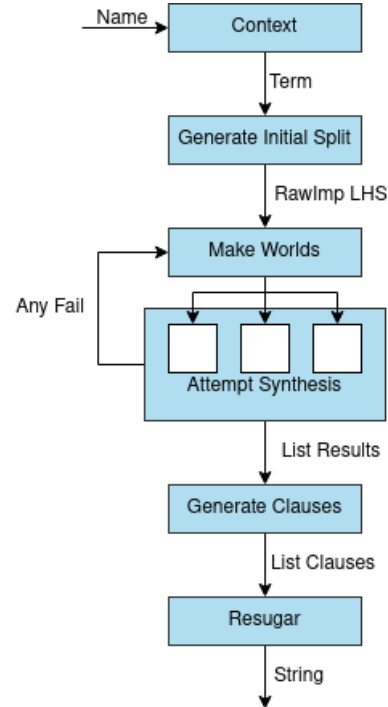 Name
Context
Term
Generate Initial Split
RawImp LHS
Make Worlds
Any Fail
Attempt Synthesis
List Results
Generate Clauses
List Clauses
Resugar
String